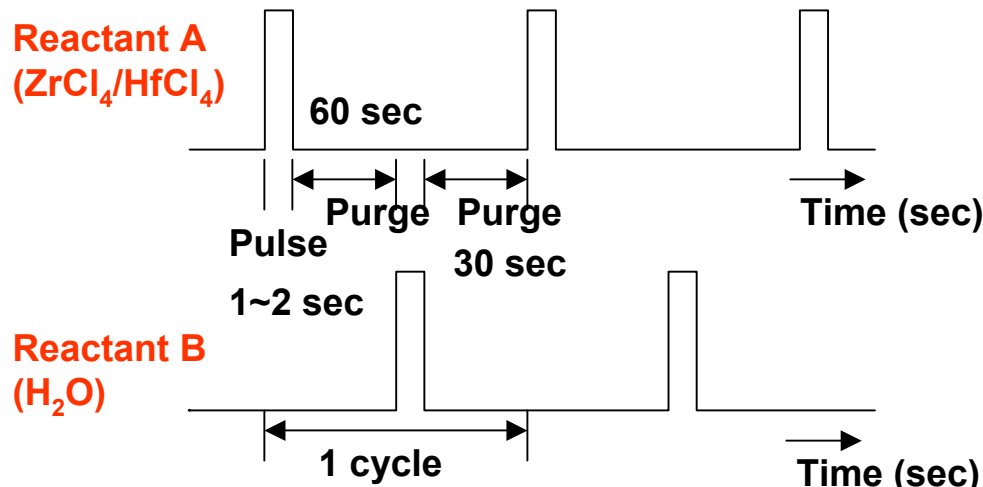 Reactant A
(ZrCl₄/HfCl₄)
60 sec
Purge Purge
Time (sec)
Pulse
30 sec
1~2 sec
Reactant B
(H₂O)
1 cycle
Time (sec)